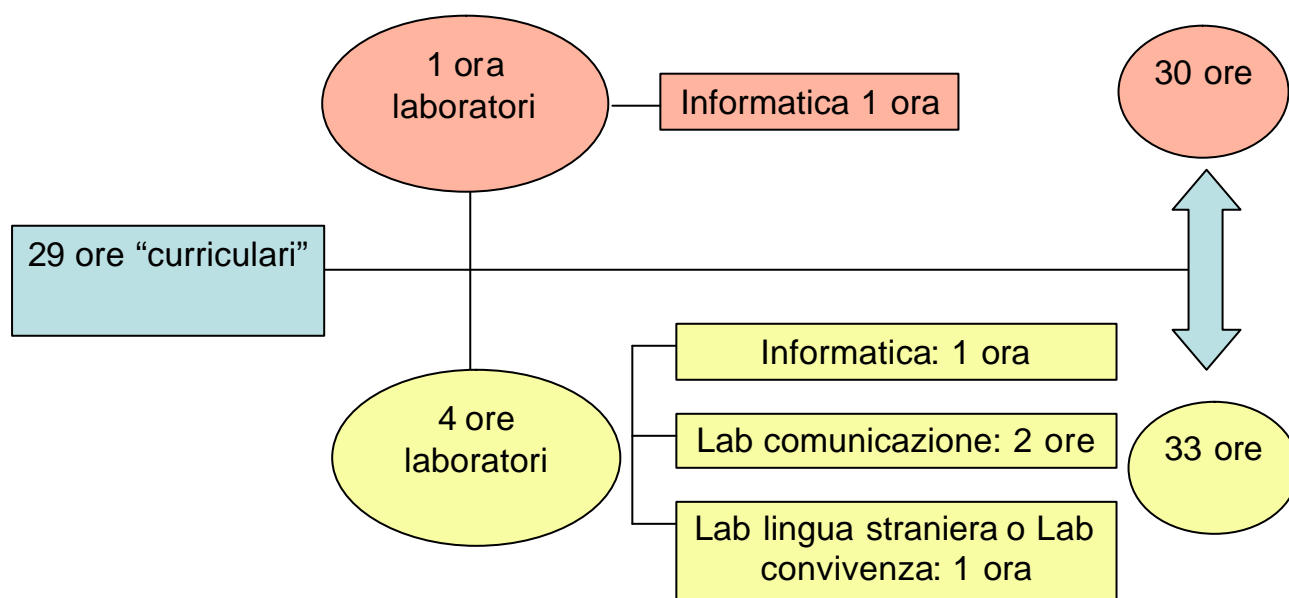 1 ora
laboratori
Informatica 1 ora
30 ore
29 ore “curriculari”
Informatica: 1 ora
4 ore
laboratori
Lab comunicazione: 2 ore
33 ore
Lab lingua straniera o Lab
convivenza: 1 ora